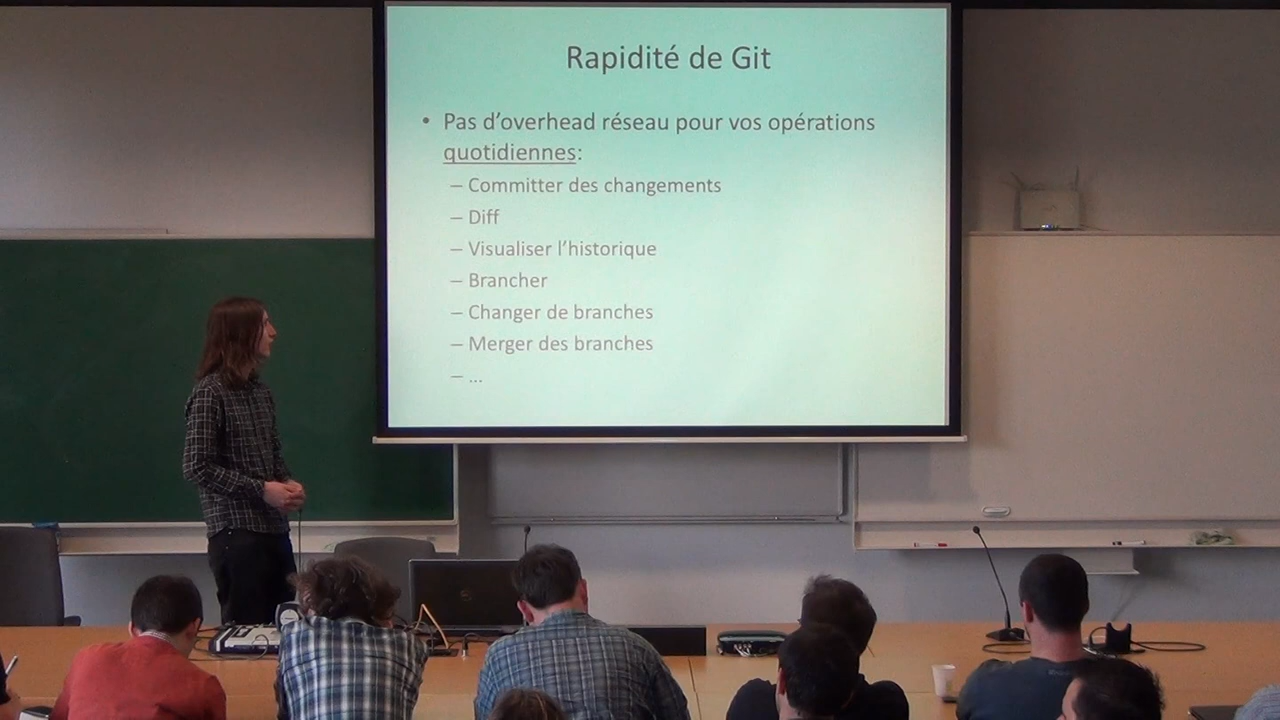 Rapidité de Git
• Pas d’overhead réseau pour vos opérations
quotidiennes:
– Committer des changements
– Diff
– Visualiser l’historique
– Brancher
– Changer de branches
– Merger des branches
– ...